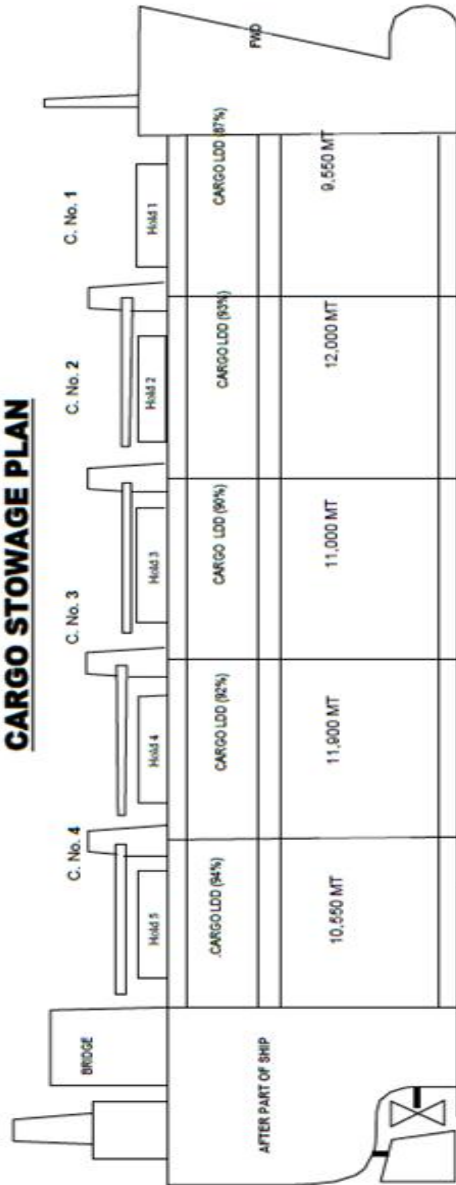 CARGO STOWAGE PLAN
C. No. 4
C. No. 3
C. No. 2
C. No. 1
BRIDGE
Hold 5
Hold 4
Hold 3
Hold 2
Hold 1
FWD
.CARGO LDD (94%)
CARGO LDD (92%)
CARGO LDD (90%)
CARGO LDD (93%)
CARGO LDD (87%)
AFTER PART OF SHIP
10,550 MT
11,900 MT
11,000 MT
12,000 MT
9,550 MT